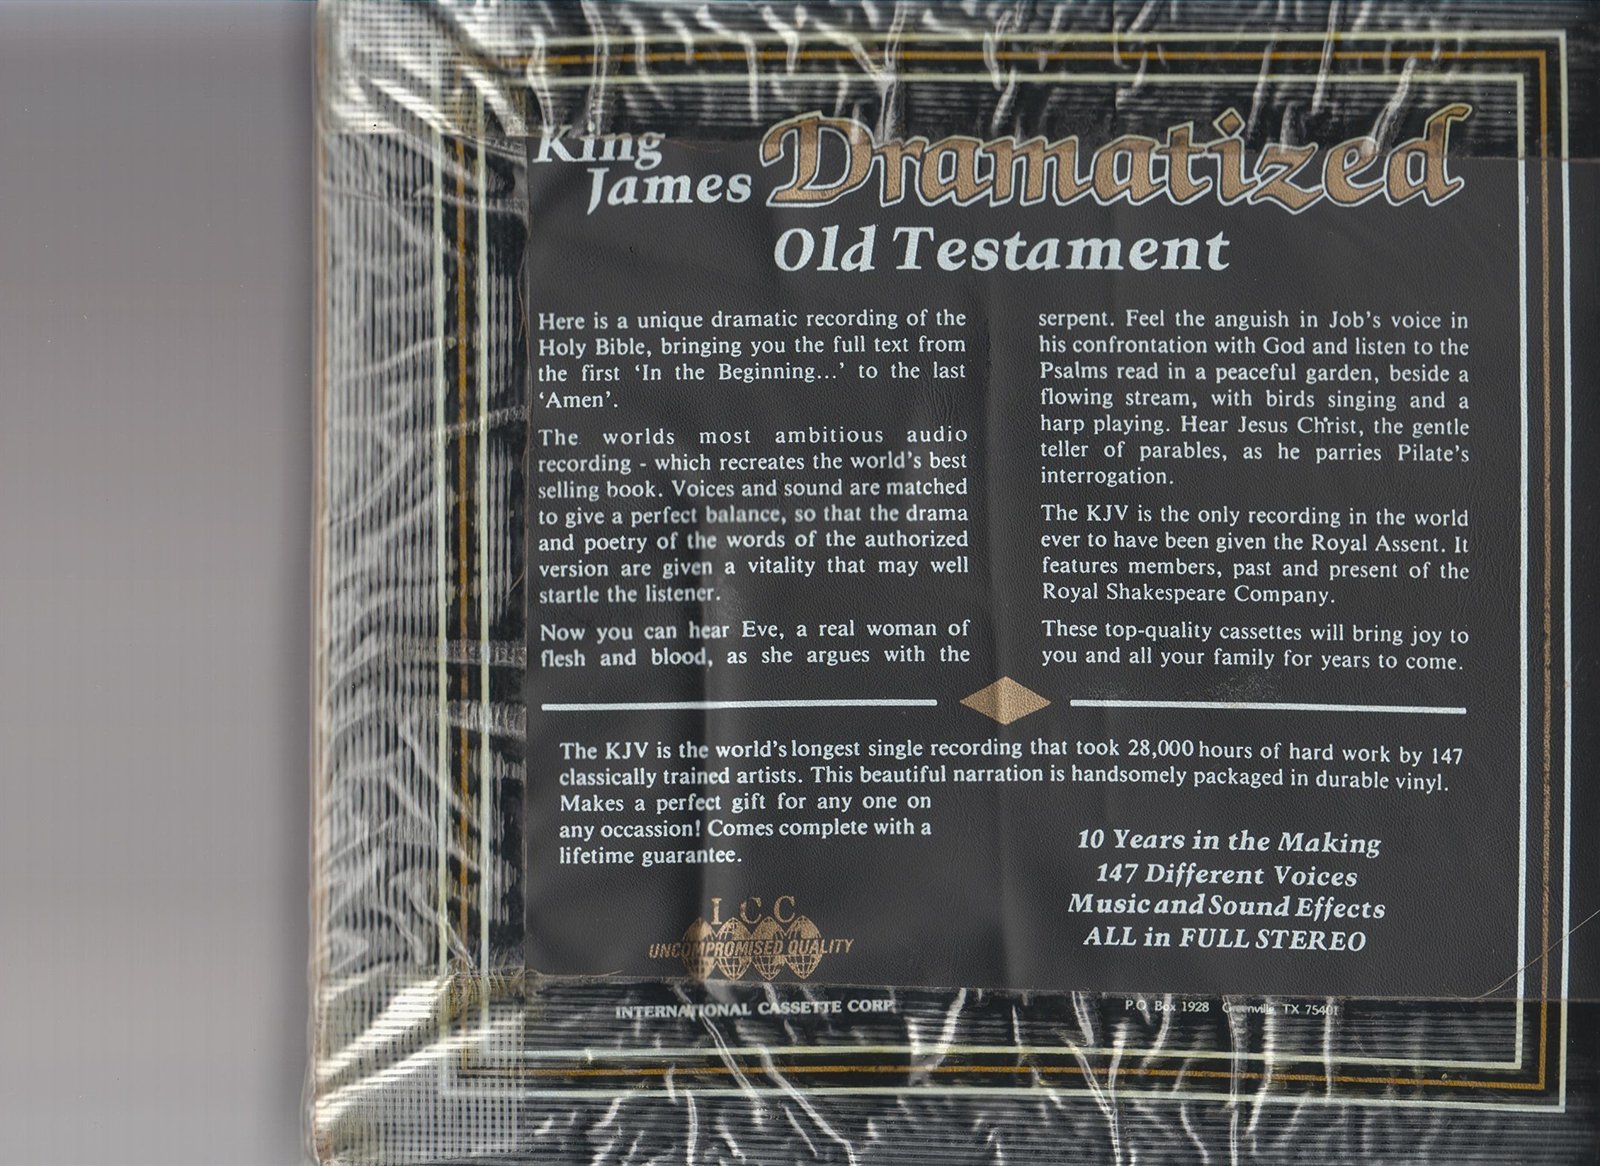 King
James
Dramatized
Old Testament
Here is a unique dramatic recording of the
Holy Bible, bringing you the full text from
the first 'In the Beginning...' to the last
'Amen'.
The worlds most ambitious audio
recording - which recreates the world's best
selling book. Voices and sound are matched
to give a perfect balance, so that the drama
and poetry of the words of the authorized
version are given a vitality that may well
startle the listener.
Now you can hear Eve, a real woman of
flesh and blood, as she argues with the
serpent. Feel the anguish in Job's voice in
his confrontation with God and listen to the
Psalms read in a peaceful garden, beside a
flowing stream, with birds singing and a
harp playing. Hear Jesus Christ, the gentle
teller of parables, as he parries Pilate's
interrogation.
The KJV is the only recording in the world
ever to have been given the Royal Assent. It
features members, past and present of the
Royal Shakespeare Company.
These top-quality cassettes will bring joy to
you and all your family for years to come.
The KJV is the world's longest single recording that took 28,000 hours of hard work by 147
classically trained artists. This beautiful narration is handsomely packaged in durable vinyl.
Makes a perfect gift for any one on
any occassion! Comes complete with a
lifetime guarantee.
10 Years in the Making
147 Different Voices
Music and Sound Effects
ALL in FULL STEREO
I C C
UNCOMPROMISED QUALITY
INTERNATIONAL CASSETTE CORP.
P.O. Box 1928 Greenville, TX 75401